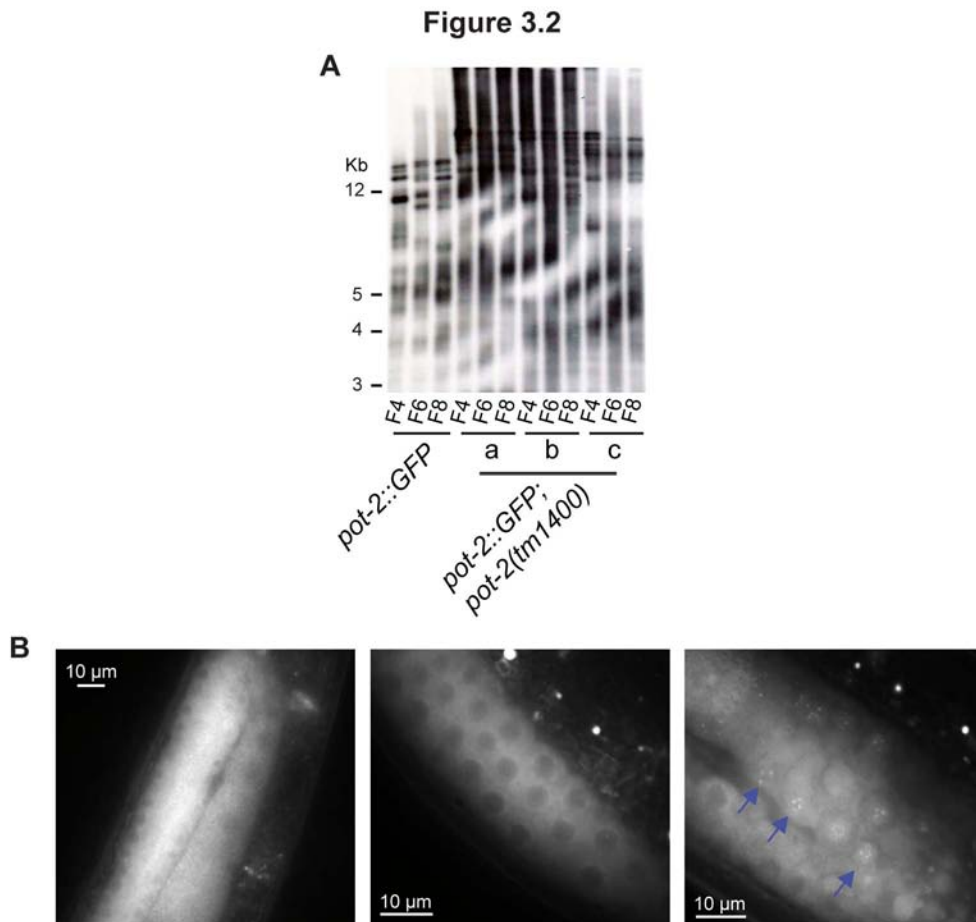 Figure 3.2
A
Kb
12
5
4
3
F4 F6 F8 F4 F6 F8 F4 F6 F8 F4 F6 F8
a b c
pot-2::GFP
pot-2::GFP;
pot-2(tm1400)
B
10 µm
10 µm
10 µm